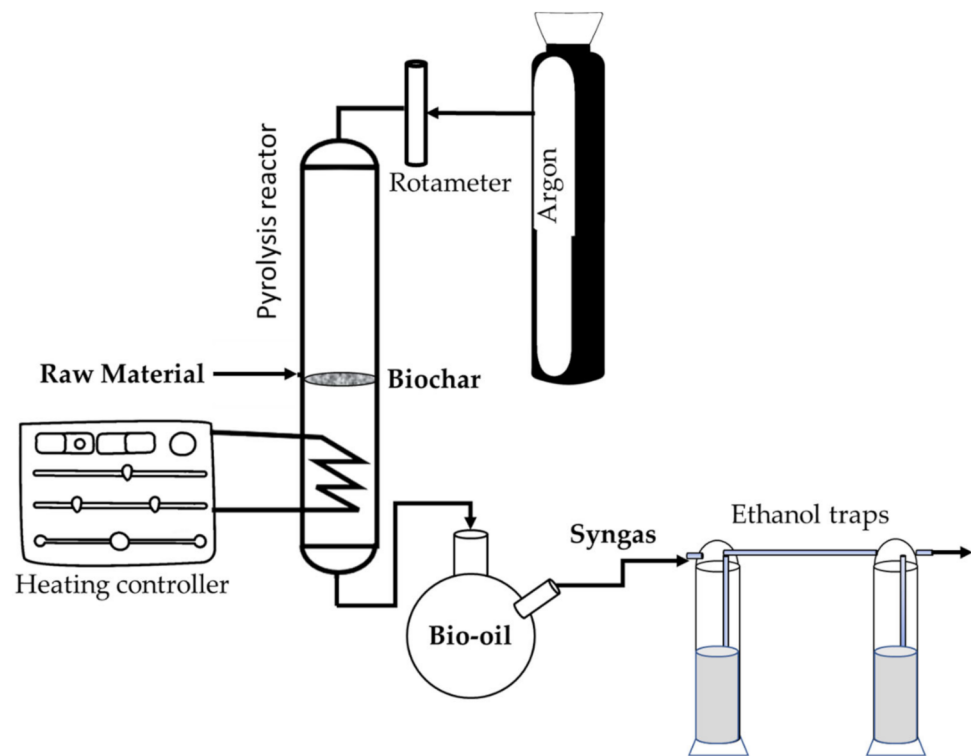 Argon
Rotameter
Pyrolysis reactor
Raw Material
Biochar
Heating controller
Bio-oil
Syngas
Ethanol traps